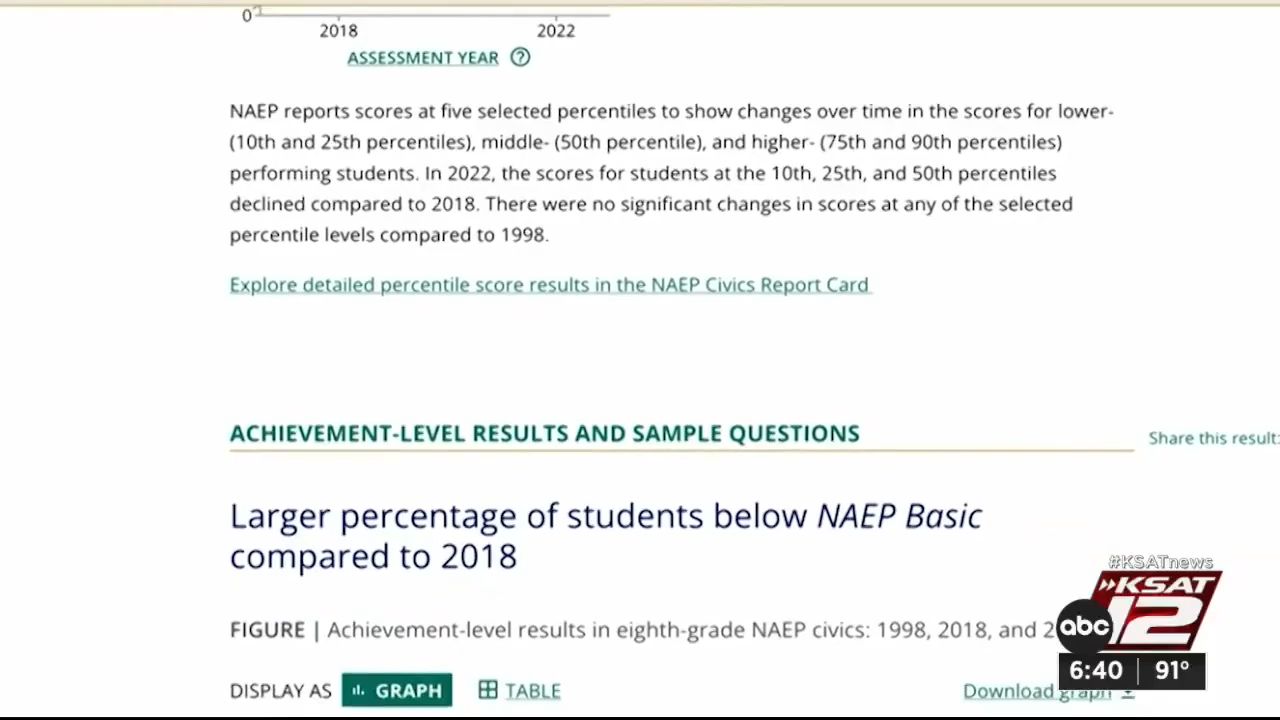 0
2018 2022
ASSESSMENT YEAR ?
NAEP reports scores at five selected percentiles to show changes over time in the scores for lower-
(10th and 25th percentiles), middle- (50th percentile), and higher- (75th and 90th percentiles)
performing students. In 2022, the scores for students at the 10th, 25th, and 50th percentiles
declined compared to 2018. There were no significant changes in scores at any of the selected
percentile levels compared to 1998.
Explore detailed percentile score results in the NAEP Civics Report Card
ACHIEVEMENT-LEVEL RESULTS AND SAMPLE QUESTIONS
Share this result:
Larger percentage of students below NAEP Basic
compared to 2018
#KSATnews
KSAT
12
abc
FIGURE | Achievement-level results in eighth-grade NAEP civics: 1998, 2018, and 2
6:40 | 91°
DISPLAY AS GRAPH TABLE
Download graph